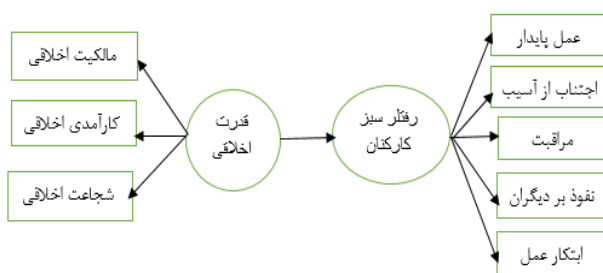 مالکیت اخلاقی
کارآمدی اخلاقی
شجاعت اخلاقی
قدرت
اخلاقی
رفتلر سبز
کارکنان
عمل پایدار
اجتناب از آسیب
مراقبت
نفوذ بر دیگران
ابتکار عمل